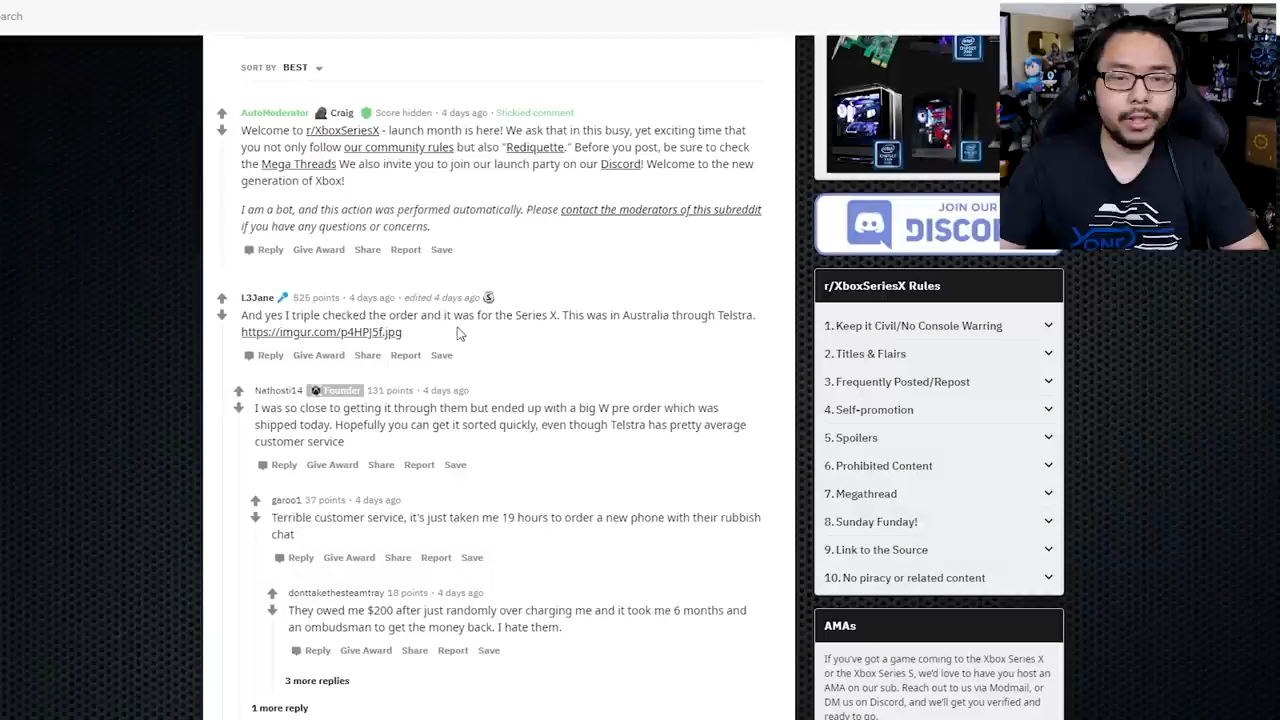 earch
SORT BY BEST
AutoModerator Craig Score hidden · 4 days ago · Stickied comment
Welcome to r/XboxSeriesX - launch month is here! We ask that in this busy, yet exciting time that
you not only follow our community rules but also "Rediquette." Before you post, be sure to check
the Mega Threads We also invite you to join our launch party on our Discord! Welcome to the new
generation of Xbox!
I am a bot, and this action was performed automatically. Please contact the moderators of this subreddit
if you have any questions or concerns.
Reply Give Award Share Report Save
L3Jane 525 points · 4 days ago · edited 4 days ago S
And yes I triple checked the order and it was for the Series X. This was in Australia through Telstra.
https://imgur.com/p4HPJ5f.jpg
Reply Give Award Share Report Save
Nathosti14 Founder 131 points · 4 days ago
I was so close to getting it through them but ended up with a big W pre order which was
shipped today. Hopefully you can get it sorted quickly, even though Telstra has pretty average
customer service
Reply Give Award Share Report Save
garoo1 37 points · 4 days ago
Terrible customer service, it's just taken me 19 hours to order a new phone with their rubbish
chat
Reply Give Award Share Report Save
donttakethesteamtray 18 points · 4 days ago
They owed me $200 after just randomly over charging me and it took me 6 months and
an ombudsman to get the money back. I hate them.
Reply Give Award Share Report Save
3 more replies
1 more reply
JOIN OUR
DISCO
r/XboxSeriesX Rules
1. Keep it Civil/No Console Warring
2. Titles & Flairs
3. Frequently Posted/Repost
4. Self-promotion
5. Spoilers
6. Prohibited Content
7. Megathread
8. Sunday Funday!
9. Link to the Source
10. No piracy or related content
AMAs
If you've got a game coming to the Xbox Series X
or the Xbox Series S, we'd love to have you host an
AMA on our sub. Reach out to us via Modmail, or
DM us on Discord, and we'll get you verified and
ready to go.